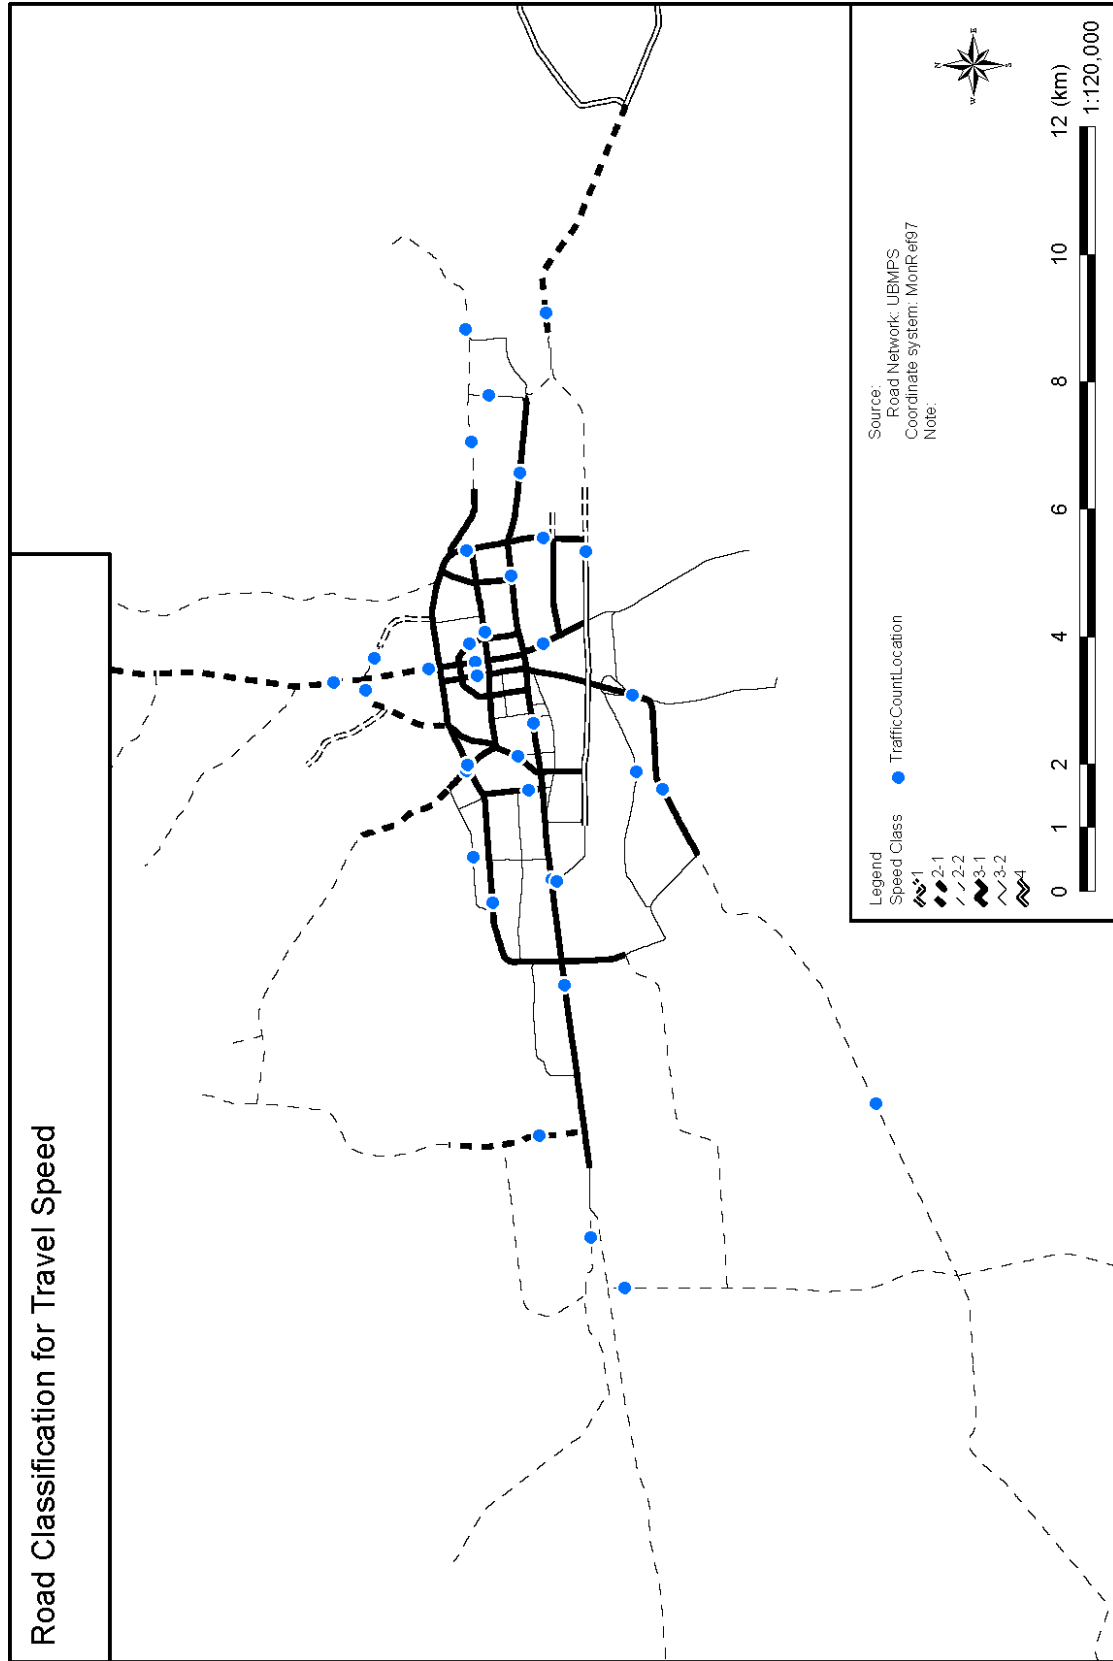 Road Classification for Travel Speed
Legend
Speed Class
1
2-1
2-2
3-1
3-2
4
TrafficCountLocation
Source:
Road Network: UBMPS
Coordinate system: MonRef97
Note:
N
E
S
W
0 1 2 4 6 8 10 12 (km)
1:120,000